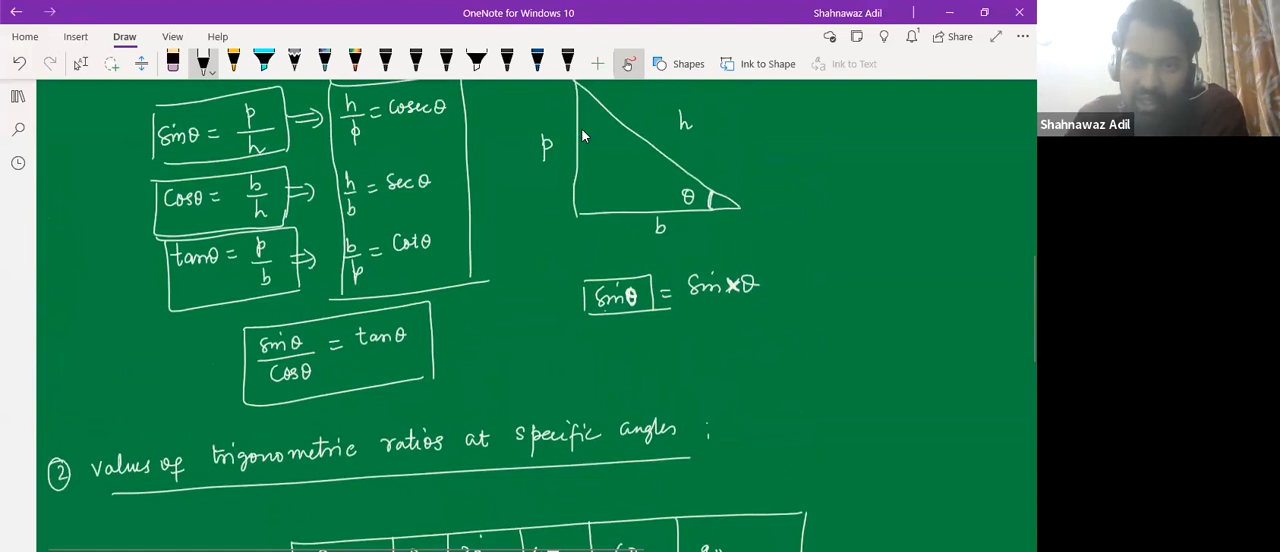 OneNote for Windows 10
Shahnawaz Adil
Home Insert Draw View Help
Share
Shapes
Ink to Shape
Ink to Text
Shahnawaz Adil
sinθ = p/h ⇒ h/p = cosecθ
cosθ = b/h ⇒ h/b = secθ
tanθ = p/b ⇒ b/p = cotθ
p
h
θ
b
sinθ = sin×θ
sinθ/cosθ = tanθ
② values of trigonometric ratios at specific angles :